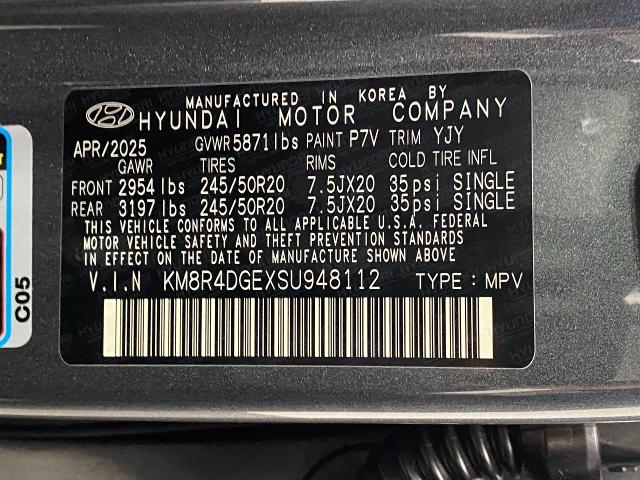 MANUFACTURED IN KOREA BY
HYUNDAI MOTOR COMPANY
APR/2025 GVWR 5871lbs PAINT P7V TRIM YJY
GAWR TIRES RIMS COLD TIRE INFL
FRONT 2954lbs 245/50R20 7.5JX20 35psi SINGLE
REAR 3197lbs 245/50R20 7.5JX20 35psi SINGLE
THIS VEHICLE CONFORMS TO ALL APPLICABLE U.S.A. FEDERAL
MOTOR VEHICLE SAFETY AND THEFT PREVENTION STANDARDS
IN EFFECT ON THE DATE OF MANUFACTURE SHOWN ABOVE
V.I.N KM8R4DGEXSU948112 TYPE : MPV
C05